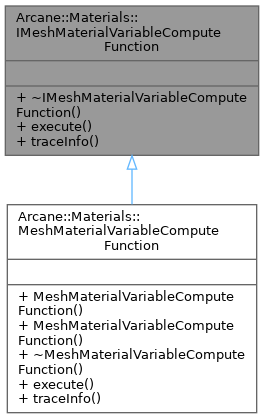 Arcane::Materials::
IMeshMaterialVariableCompute
Function
+ ~IMeshMaterialVariableCompute
Function()
+ execute()
+ traceInfo()
Arcane::Materials::
MeshMaterialVariableCompute
Function
+ MeshMaterialVariableCompute
Function()
+ MeshMaterialVariableCompute
Function()
+ ~MeshMaterialVariableCompute
Function()
+ execute()
+ traceInfo()